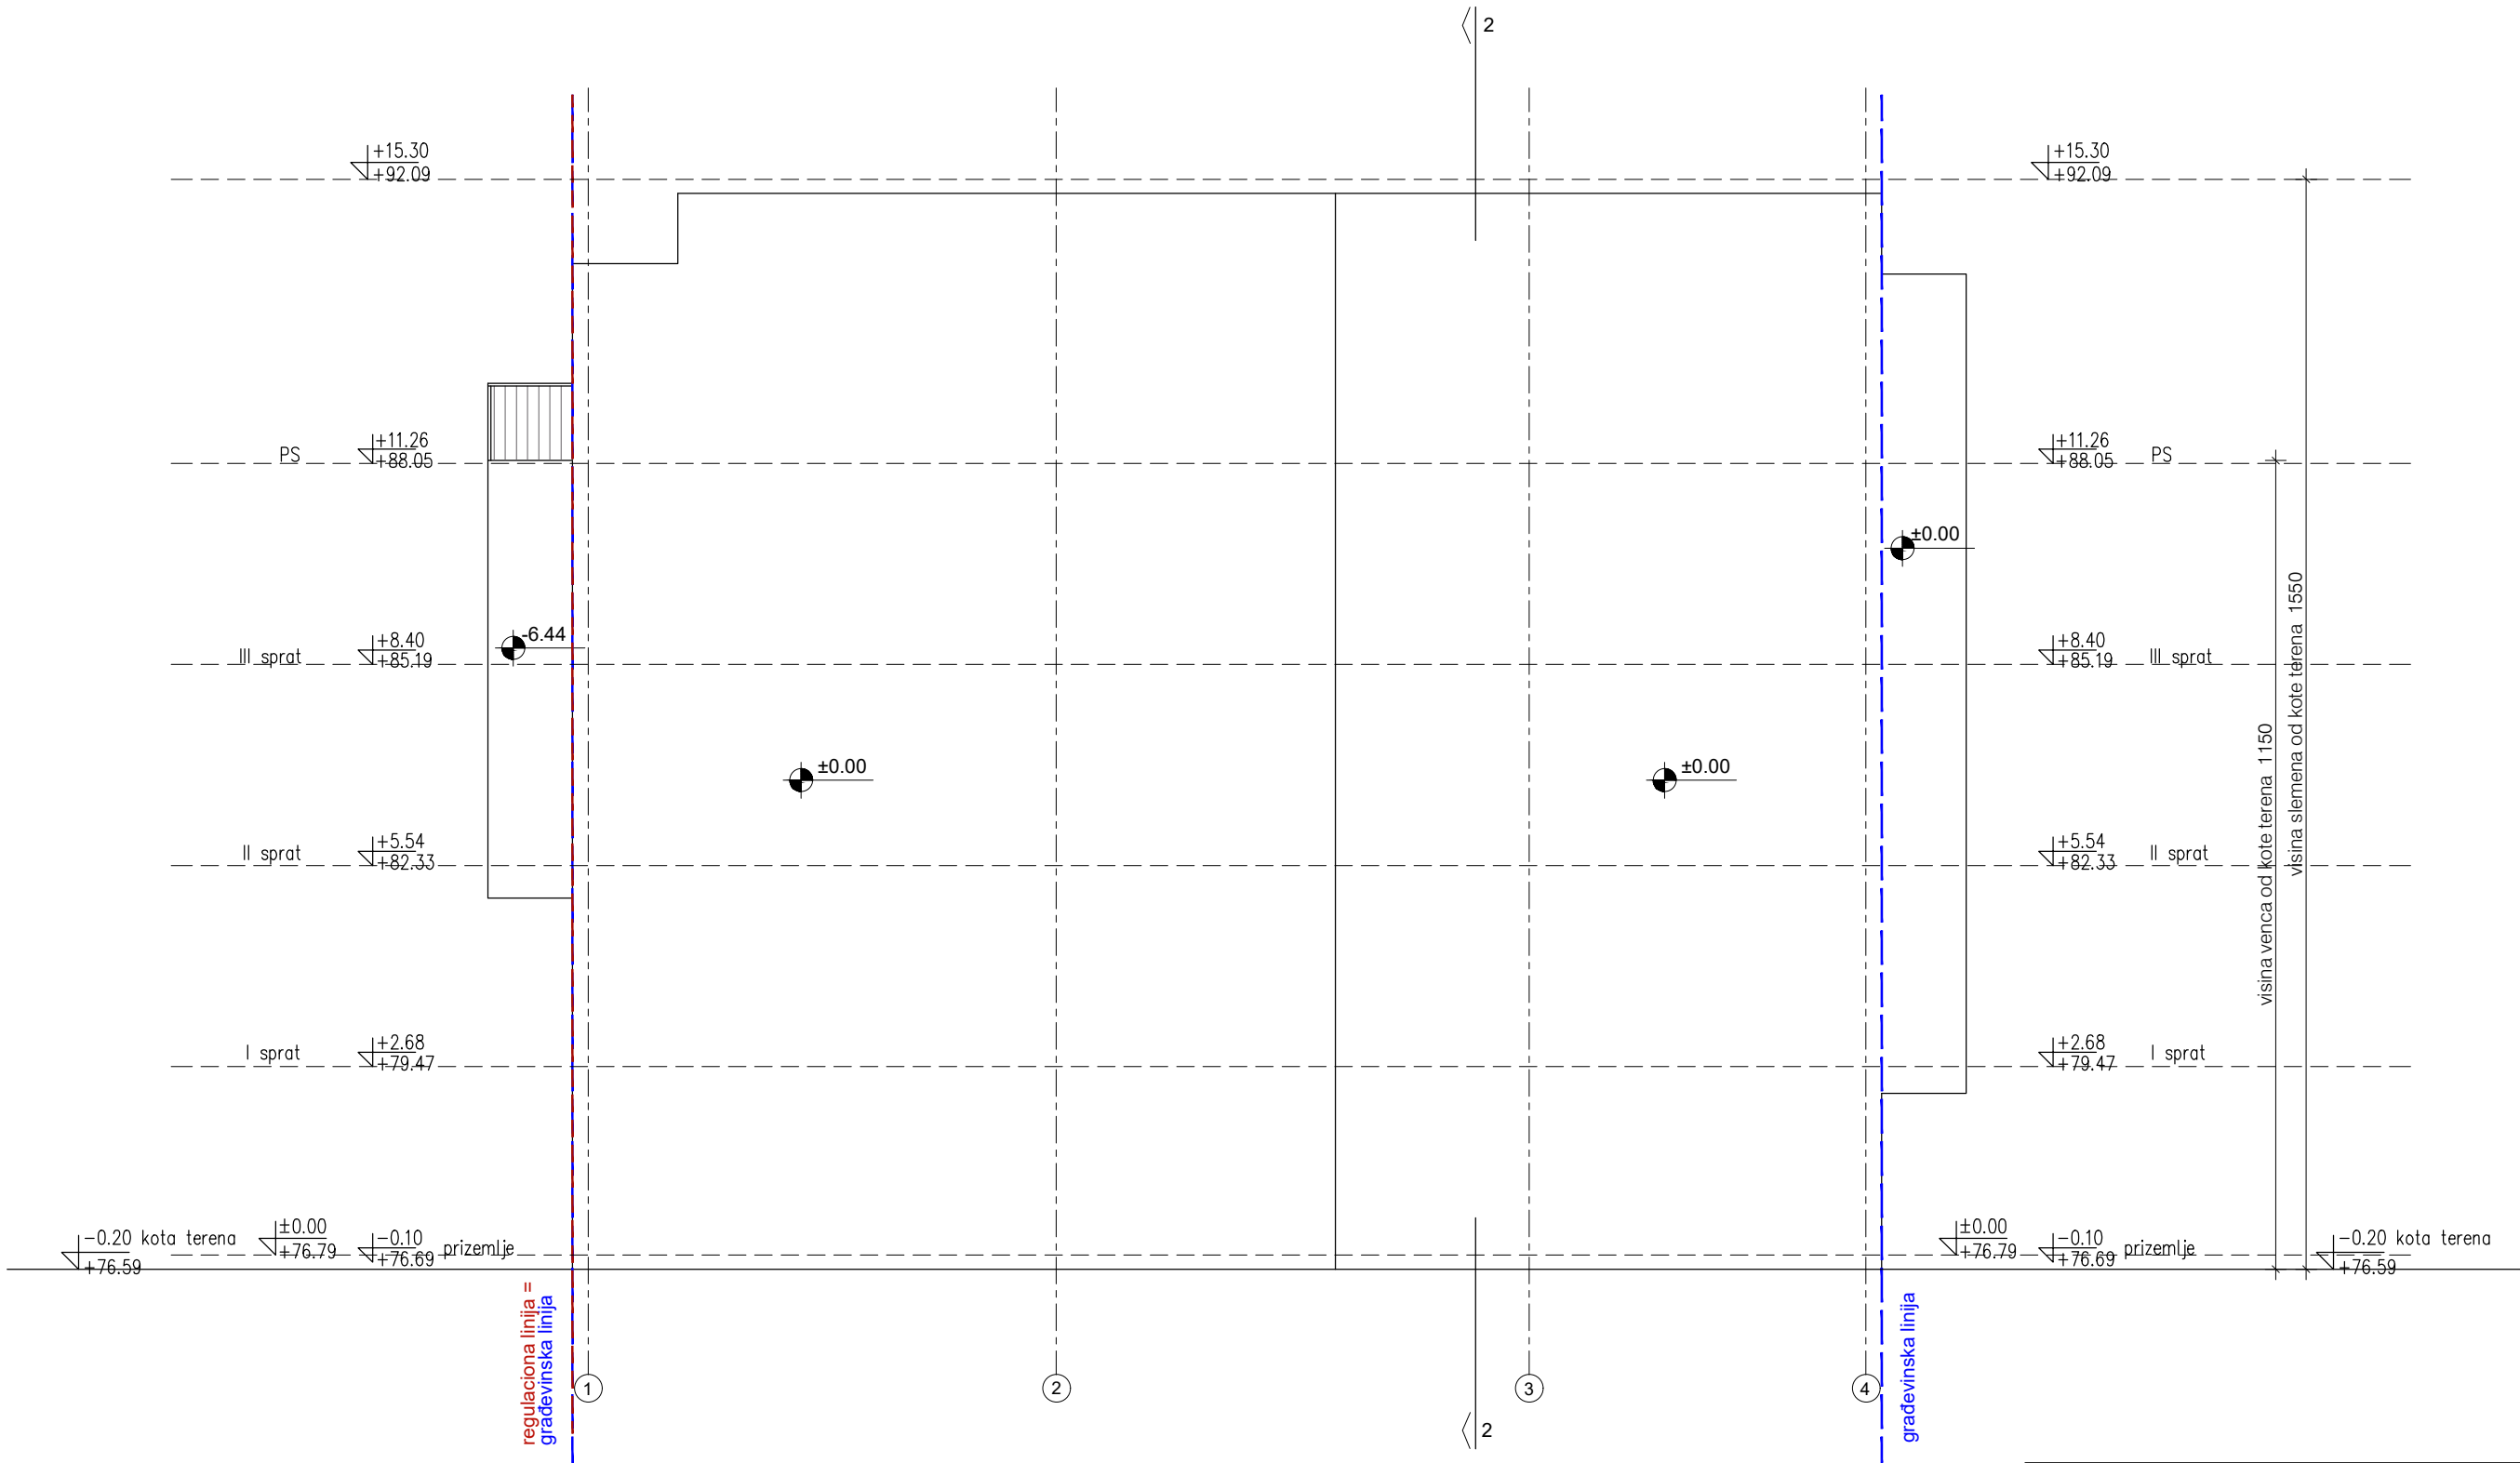 2
+15.30
+92.09
+15.30
+92.09
PS
+11.26
+88.05
+11.26
+88.05
PS
±0.00
-6.44
III sprat
+8.40
+85.19
+8.40
+85.19
III sprat
±0.00
±0.00
II sprat
+5.54
+82.33
+5.54
+82.33
II sprat
visina venca od kote terena 1150
visina slemena od kote terena 1550
I sprat
+2.68
+79.47
+2.68
+79.47
I sprat
-0.20 kota terena
+76.59
±0.00
+76.79
-0.10
+76.69
prizemlje
±0.00
+76.79
-0.10
+76.69
prizemlje
-0.20 kota terena
+76.59
regulaciona linija =
građevinska linija
građevinska linija
1
2
3
4
2